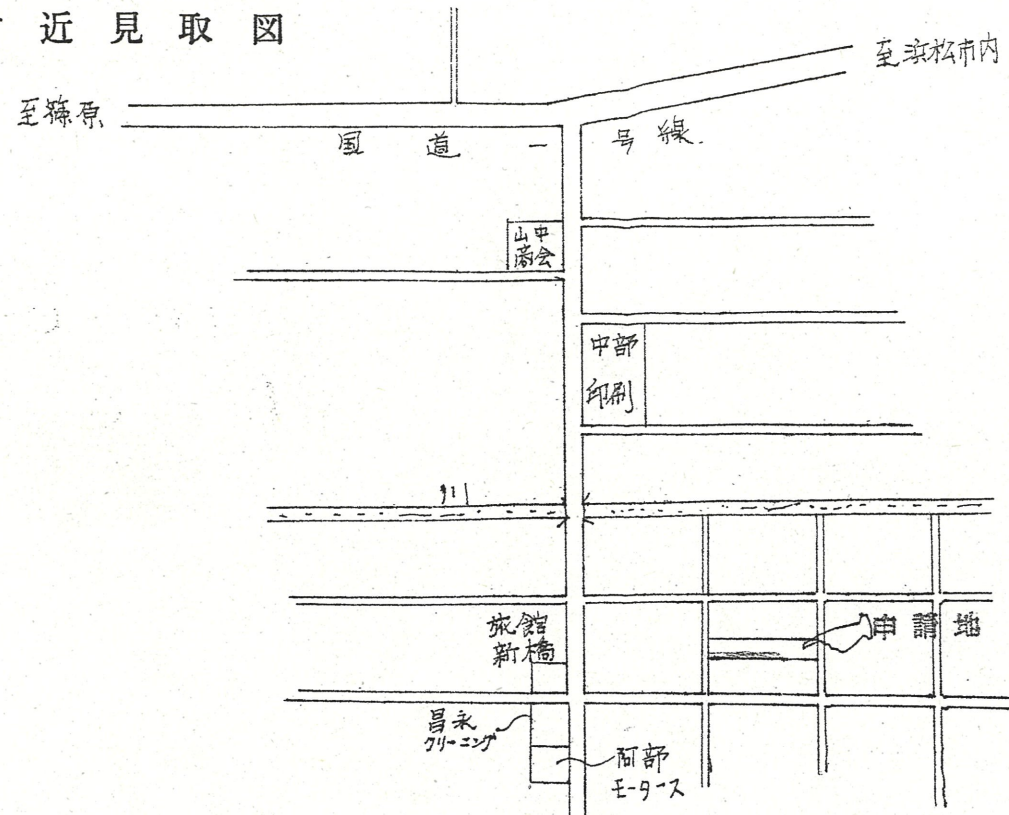 近見取図
至浜松市内
至篠原
国道一号線.
山中
商会
中部
印刷
川
旅館
新橋
申請地
昌永
クリーニング
阿部
モータース